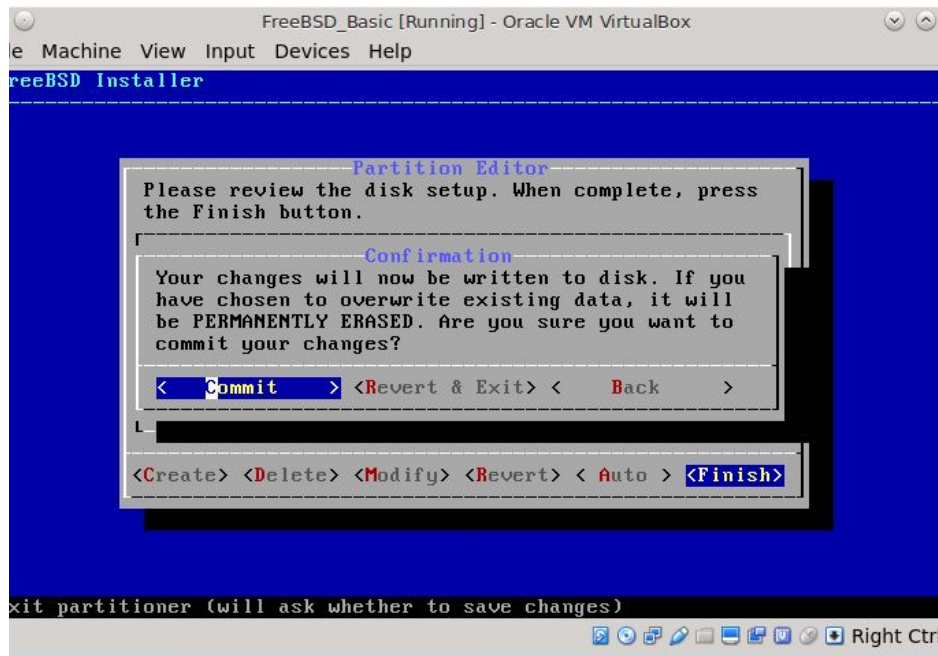 FreeBSD_Basic [Running] - Oracle VM VirtualBox
le Machine View Input Devices Help
reeBSD Installer
Partition Editor
Please review the disk setup. When complete, press
the Finish button.
Confirmation
Your changes will now be written to disk. If you
have chosen to overwrite existing data, it will
be PERMANENTLY ERASED. Are you sure you want to
commit your changes?
< Commit > <Revert & Exit> < Back >
<Create> <Delete> <Modify> <Revert> < Auto > <Finish>
xit partitioner (will ask whether to save changes)
Right Ctr